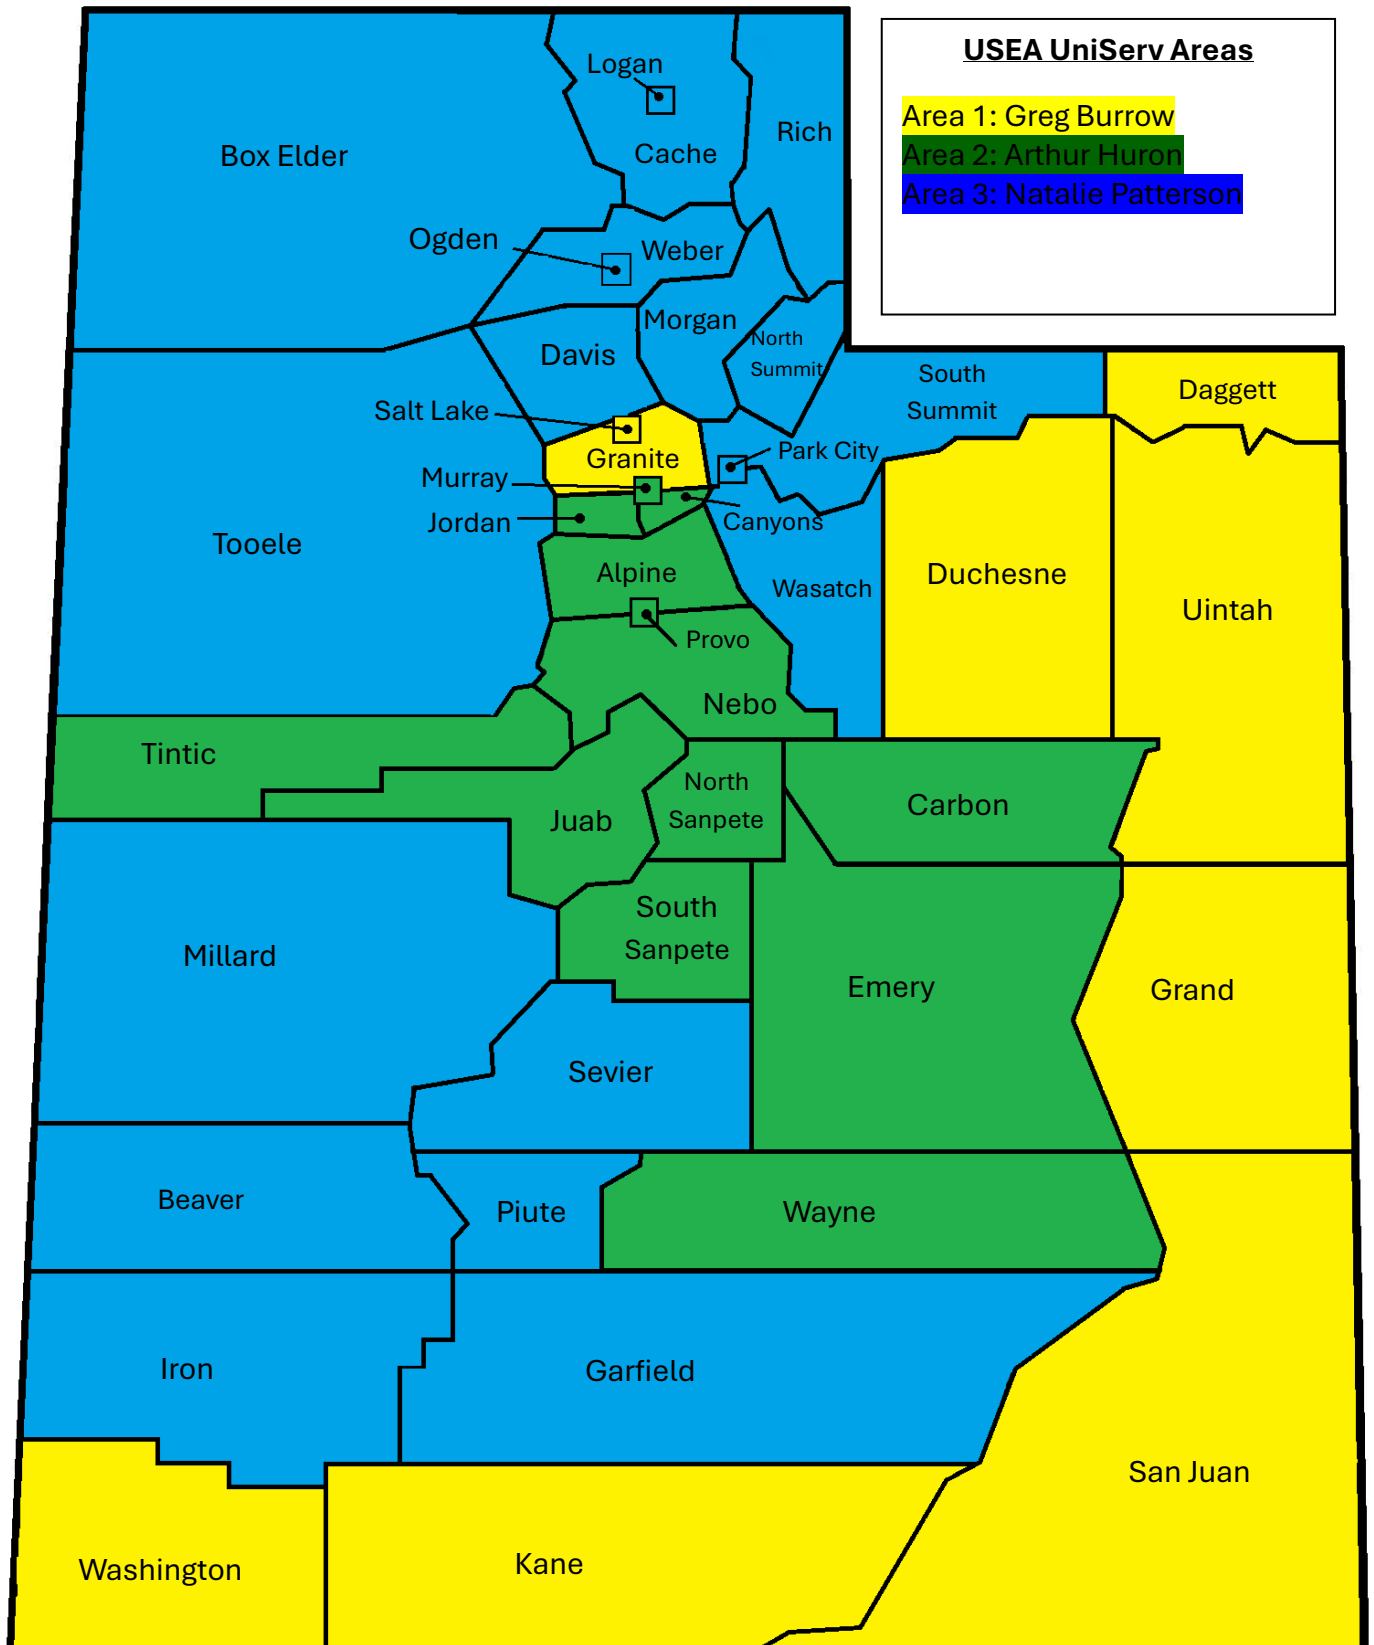 USEA UniServ Areas
Area 1: Greg Burrow
Area 2: Arthur Huron
Area 3: Natalie Patterson
Logan
Rich
Cache
Box Elder
Ogden
Weber
Morgan
North
Summit
Davis
South
Summit
Daggett
Salt Lake
Granite
Park City
Murray
Jordan
Canyons
Tooele
Alpine
Wasatch
Duchesne
Uintah
Provo
Nebo
Tintic
North
Sanpete
Juab
Carbon
South
Sanpete
Millard
Emery
Grand
Sevier
Beaver
Piute
Wayne
Iron
Garfield
San Juan
Washington
Kane